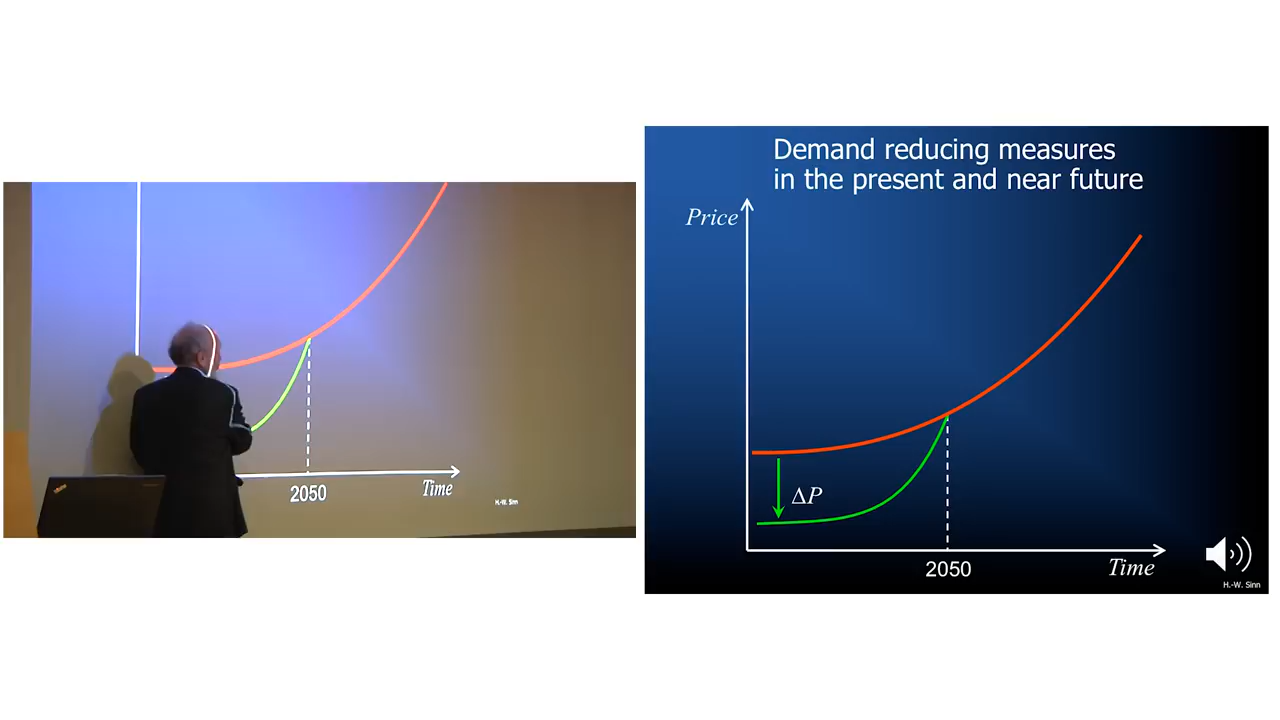 2050
Time
H.-W. Sinn
Demand reducing measures
in the present and near future
Price
ΔP
2050
Time
H.-W. Sinn